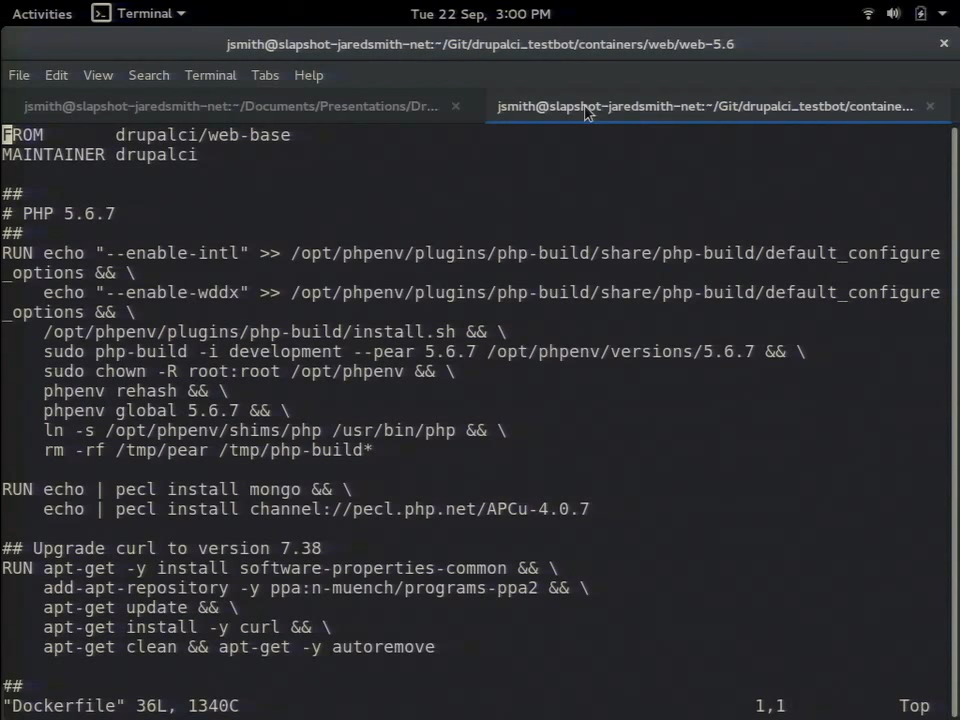 Activities Terminal Tue 22 Sep, 3:00 PM
jsmith@slapshot-jaredsmith-net:~/Git/drupalci_testbot/containers/web/web-5.6 ×
File Edit View Search Terminal Tabs Help
jsmith@slapshot-jaredsmith-net:~/Documents/Presentations/Dr... × jsmith@slapshot-jaredsmith-net:~/Git/drupalci_testbot/containe... ×
FROM       drupalci/web-base
MAINTAINER drupalci
##
# PHP 5.6.7
##
RUN echo "--enable-intl" >> /opt/phpenv/plugins/php-build/share/php-build/default_configure
_options && \
    echo "--enable-wddx" >> /opt/phpenv/plugins/php-build/share/php-build/default_configure
_options && \
    /opt/phpenv/plugins/php-build/install.sh && \
    sudo php-build -i development --pear 5.6.7 /opt/phpenv/versions/5.6.7 && \
    sudo chown -R root:root /opt/phpenv && \
    phpenv rehash && \
    phpenv global 5.6.7 && \
    ln -s /opt/phpenv/shims/php /usr/bin/php && \
    rm -rf /tmp/pear /tmp/php-build*
RUN echo | pecl install mongo && \
    echo | pecl install channel://pecl.php.net/APCu-4.0.7
## Upgrade curl to version 7.38
RUN apt-get -y install software-properties-common && \
    add-apt-repository -y ppa:n-muench/programs-ppa2 && \
    apt-get update && \
    apt-get install -y curl && \
    apt-get clean && apt-get -y autoremove
##
"Dockerfile" 36L, 1340C 1,1 Top